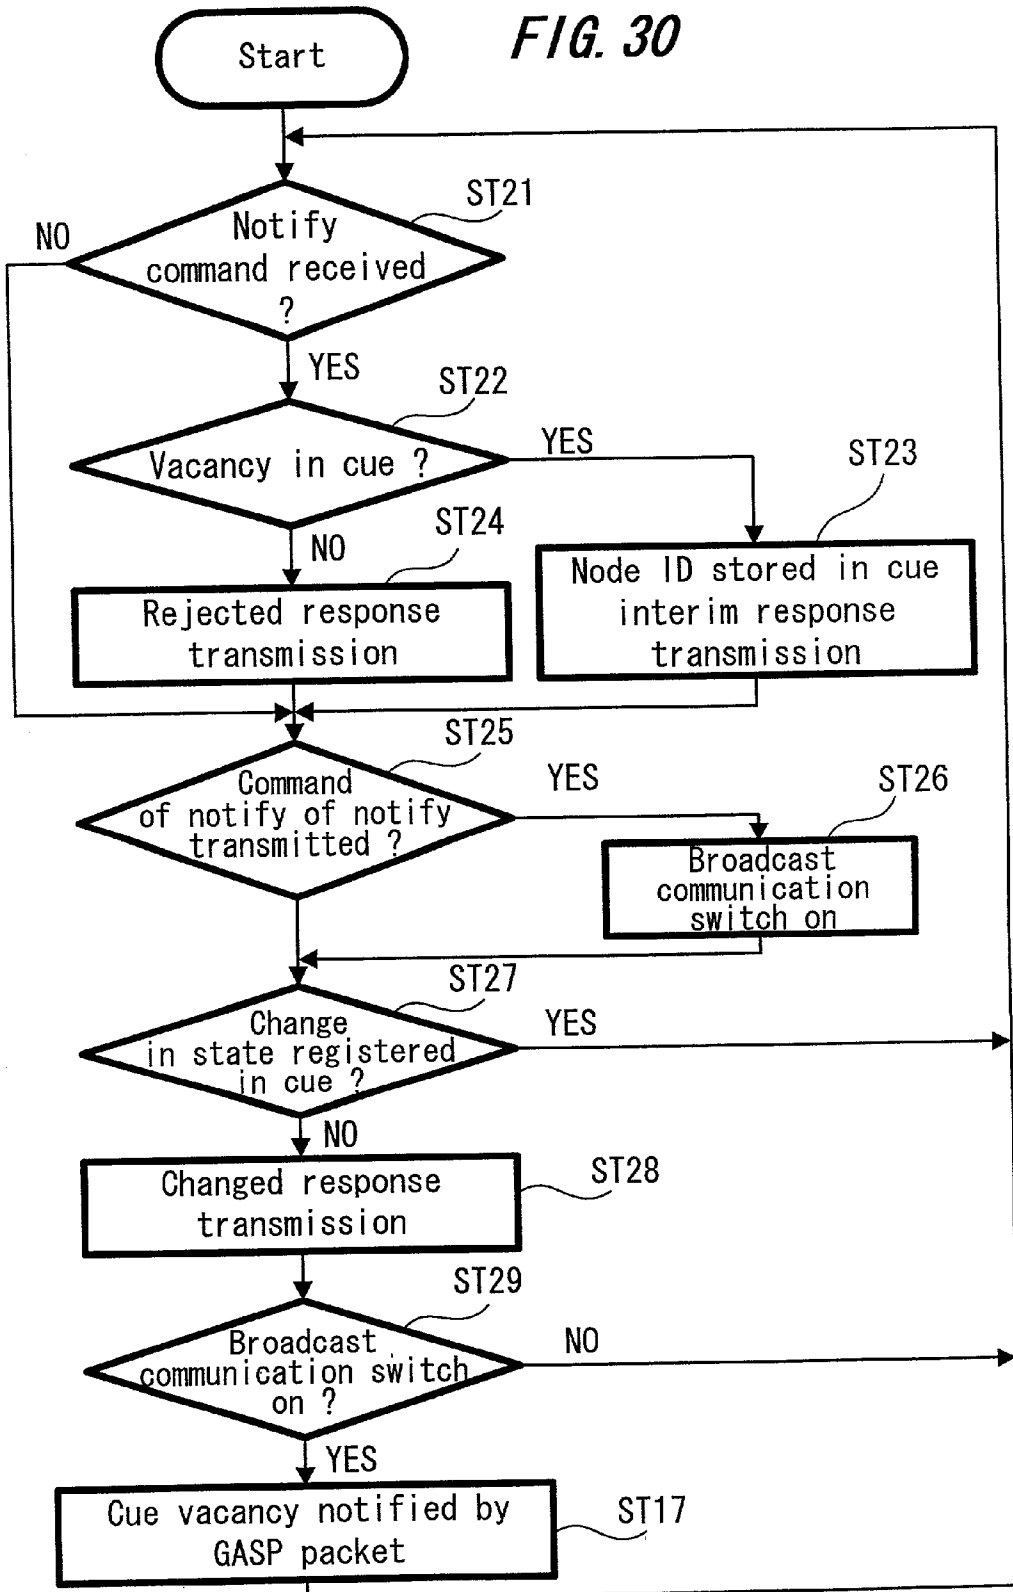 FIG. 30
Start
ST21
NO
Notify
command received
?
YES
ST22
Vacancy in cue ?
YES
ST23
ST24
NO
Node ID stored in cue
interim response
transmission
Rejected response
transmission
ST25
Command
of notify of notify
transmitted ?
YES
ST26
Broadcast
communication
switch on
ST27
Change
in state registered
in cue ?
YES
NO
ST28
Changed response
transmission
ST29
Broadcast
communication switch
on ?
NO
YES
Cue vacancy notified by
GASP packet
ST17